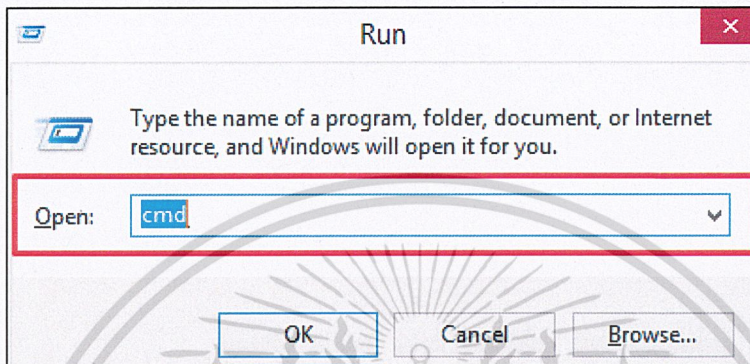 Run
Type the name of a program, folder, document, or Internet
resource, and Windows will open it for you.
Open: cmd
OK Cancel Browse...